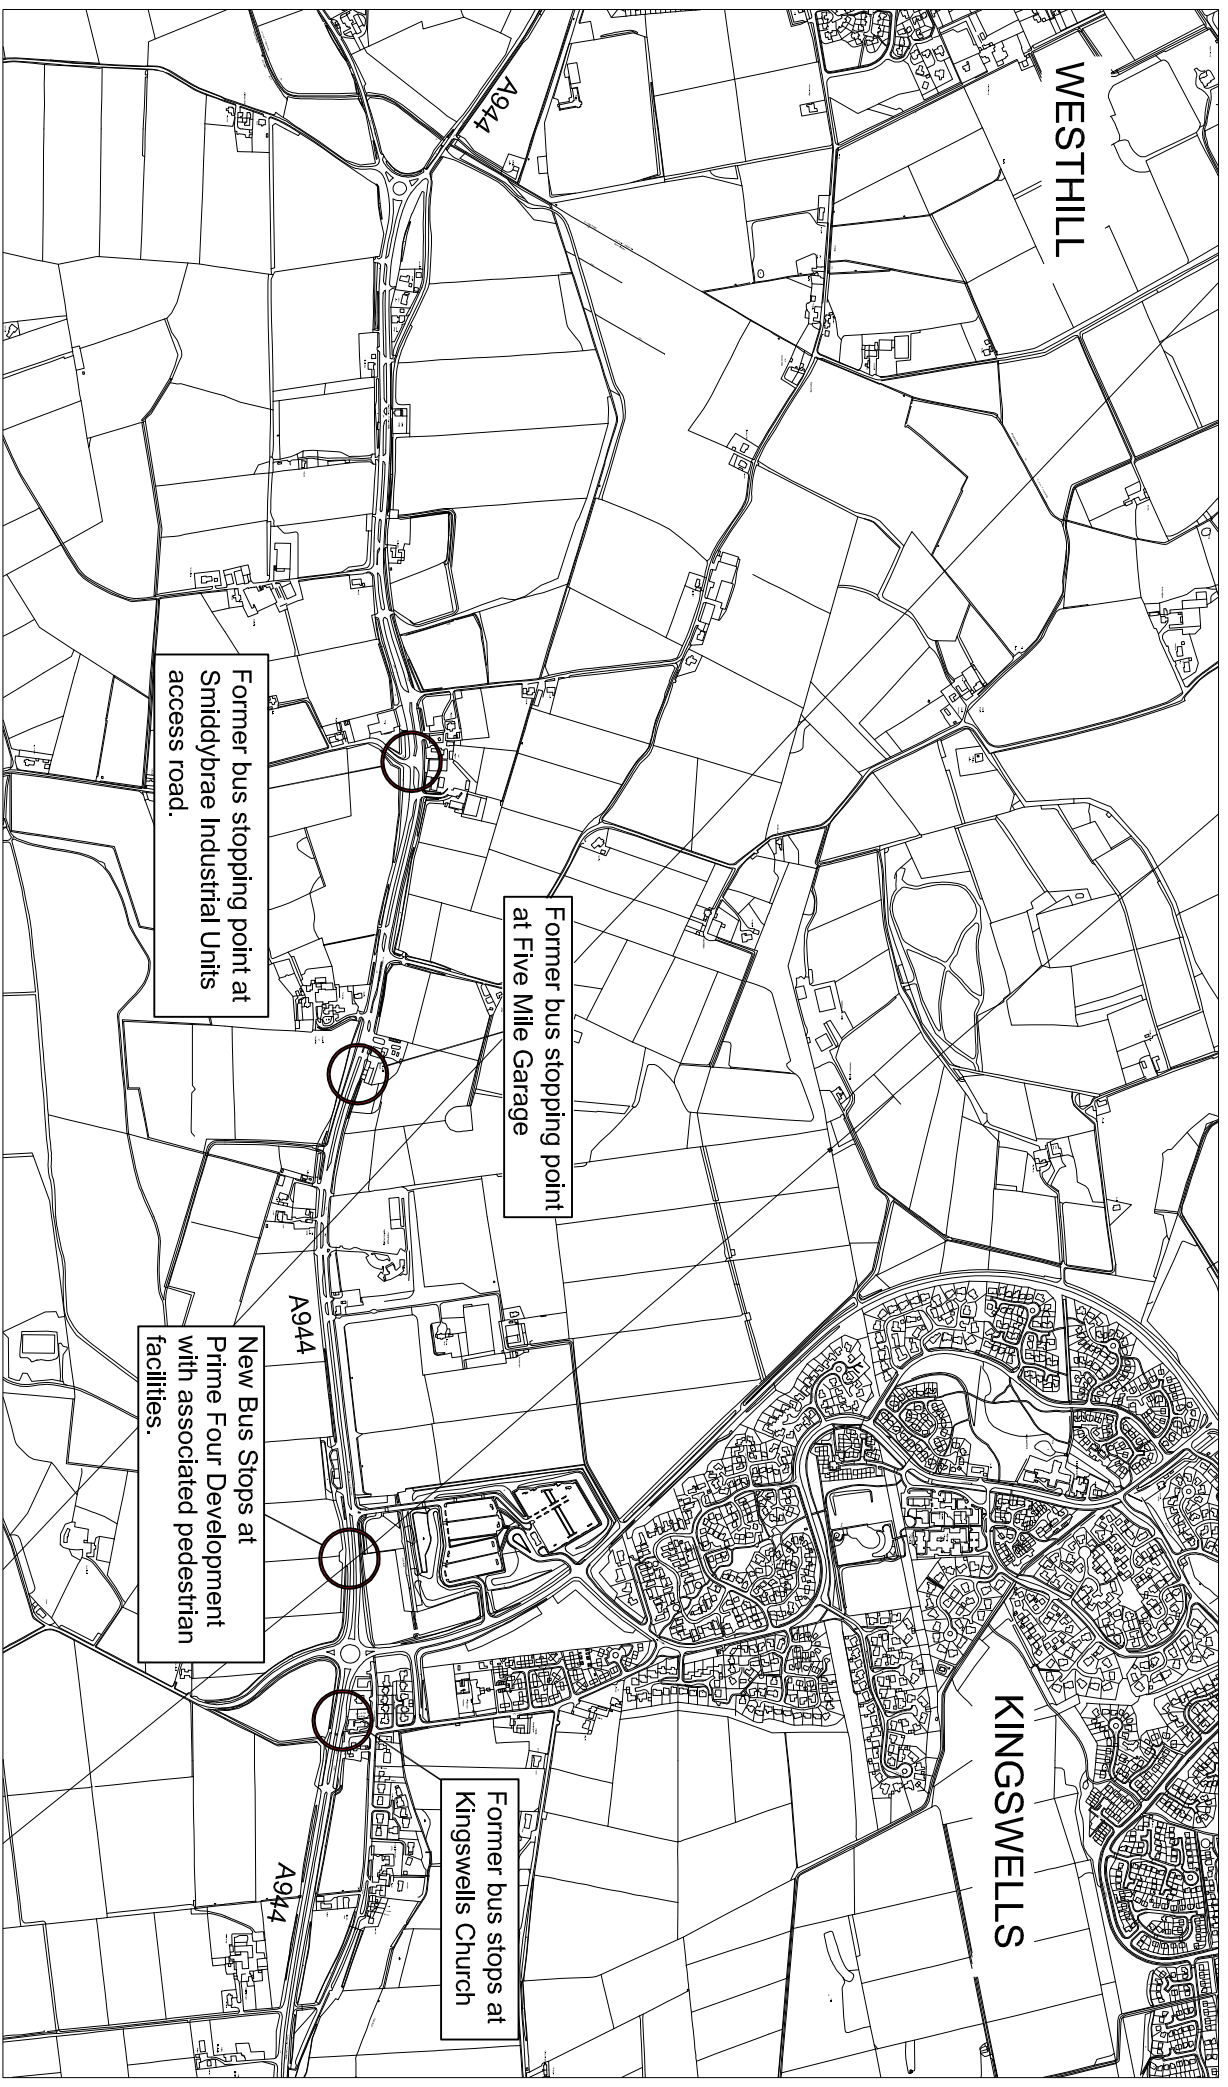 WESTHILL
A944
Former bus stopping point at
Smiddybrae Industrial Units
access road.
Former bus stopping point
at Five Mile Garage
A944
New Bus Stops at
Prime Four Development
with associated pedestrian
facilities.
KINGSWELLS
Former bus stops at
Kingswells Church
A944